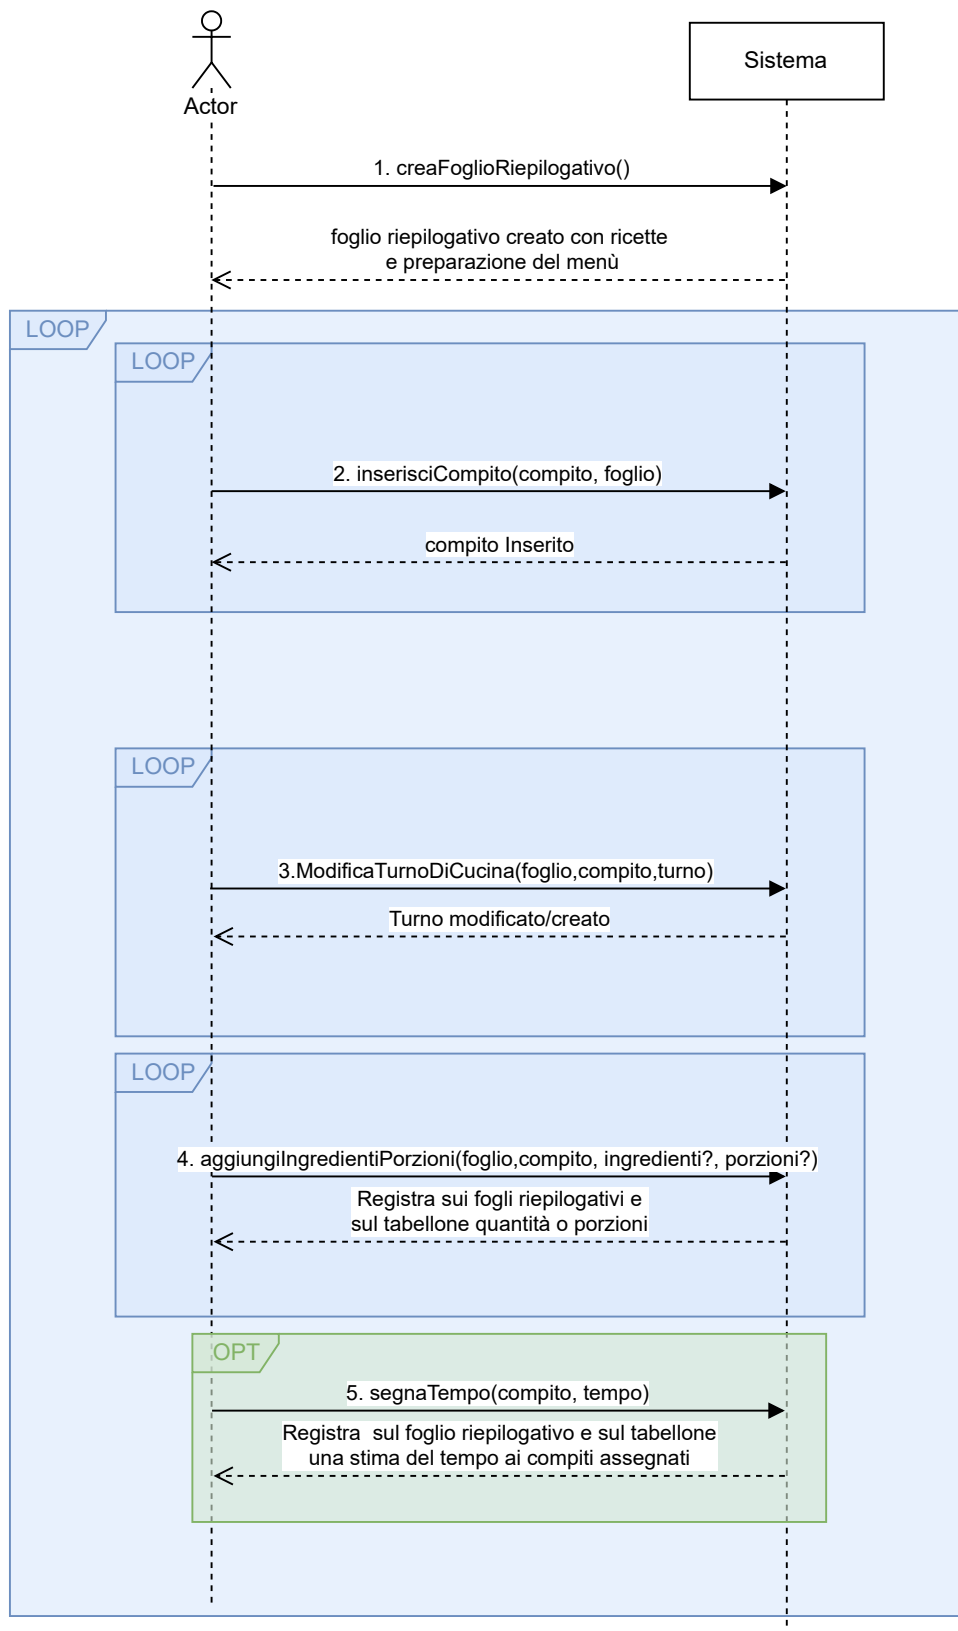 Actor
Sistema
1. creaFoglioRiepilogativo()
foglio riepilogativo creato con ricette
e preparazione del menù
LOOP
LOOP
2. inserisciCompito(compito, foglio)
compito Inserito
LOOP
3.ModificaTurnoDiCucina(foglio,compito,turno)
Turno modificato/creato
LOOP
4. aggiungiIngredientiPorzioni(foglio,compito, ingredienti?, porzioni?)
Registra sui fogli riepilogativi e
sul tabellone quantità o porzioni
OPT
5. segnaTempo(compito, tempo)
Registra  sul foglio riepilogativo e sul tabellone
una stima del tempo ai compiti assegnati